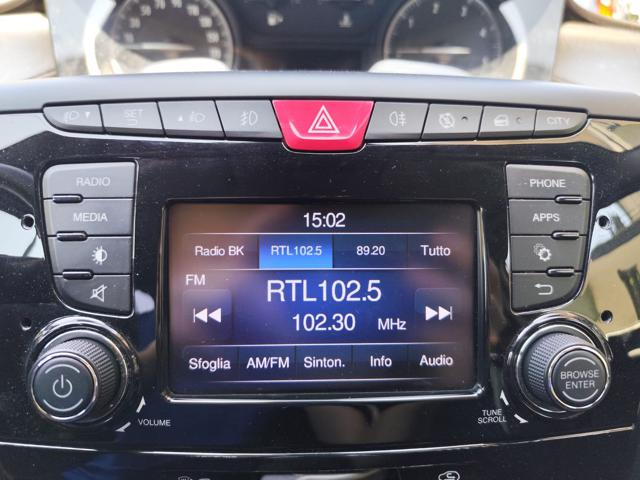 SET
CITY
RADIO
PHONE
MEDIA
APPS
15:02
Radio BK RTL102.5 89.20 Tutto
FM
RTL102.5
102.30 MHz
Sfoglia AM/FM Sinton. Info Audio
VOLUME
BROWSE
ENTER
TUNE
SCROLL